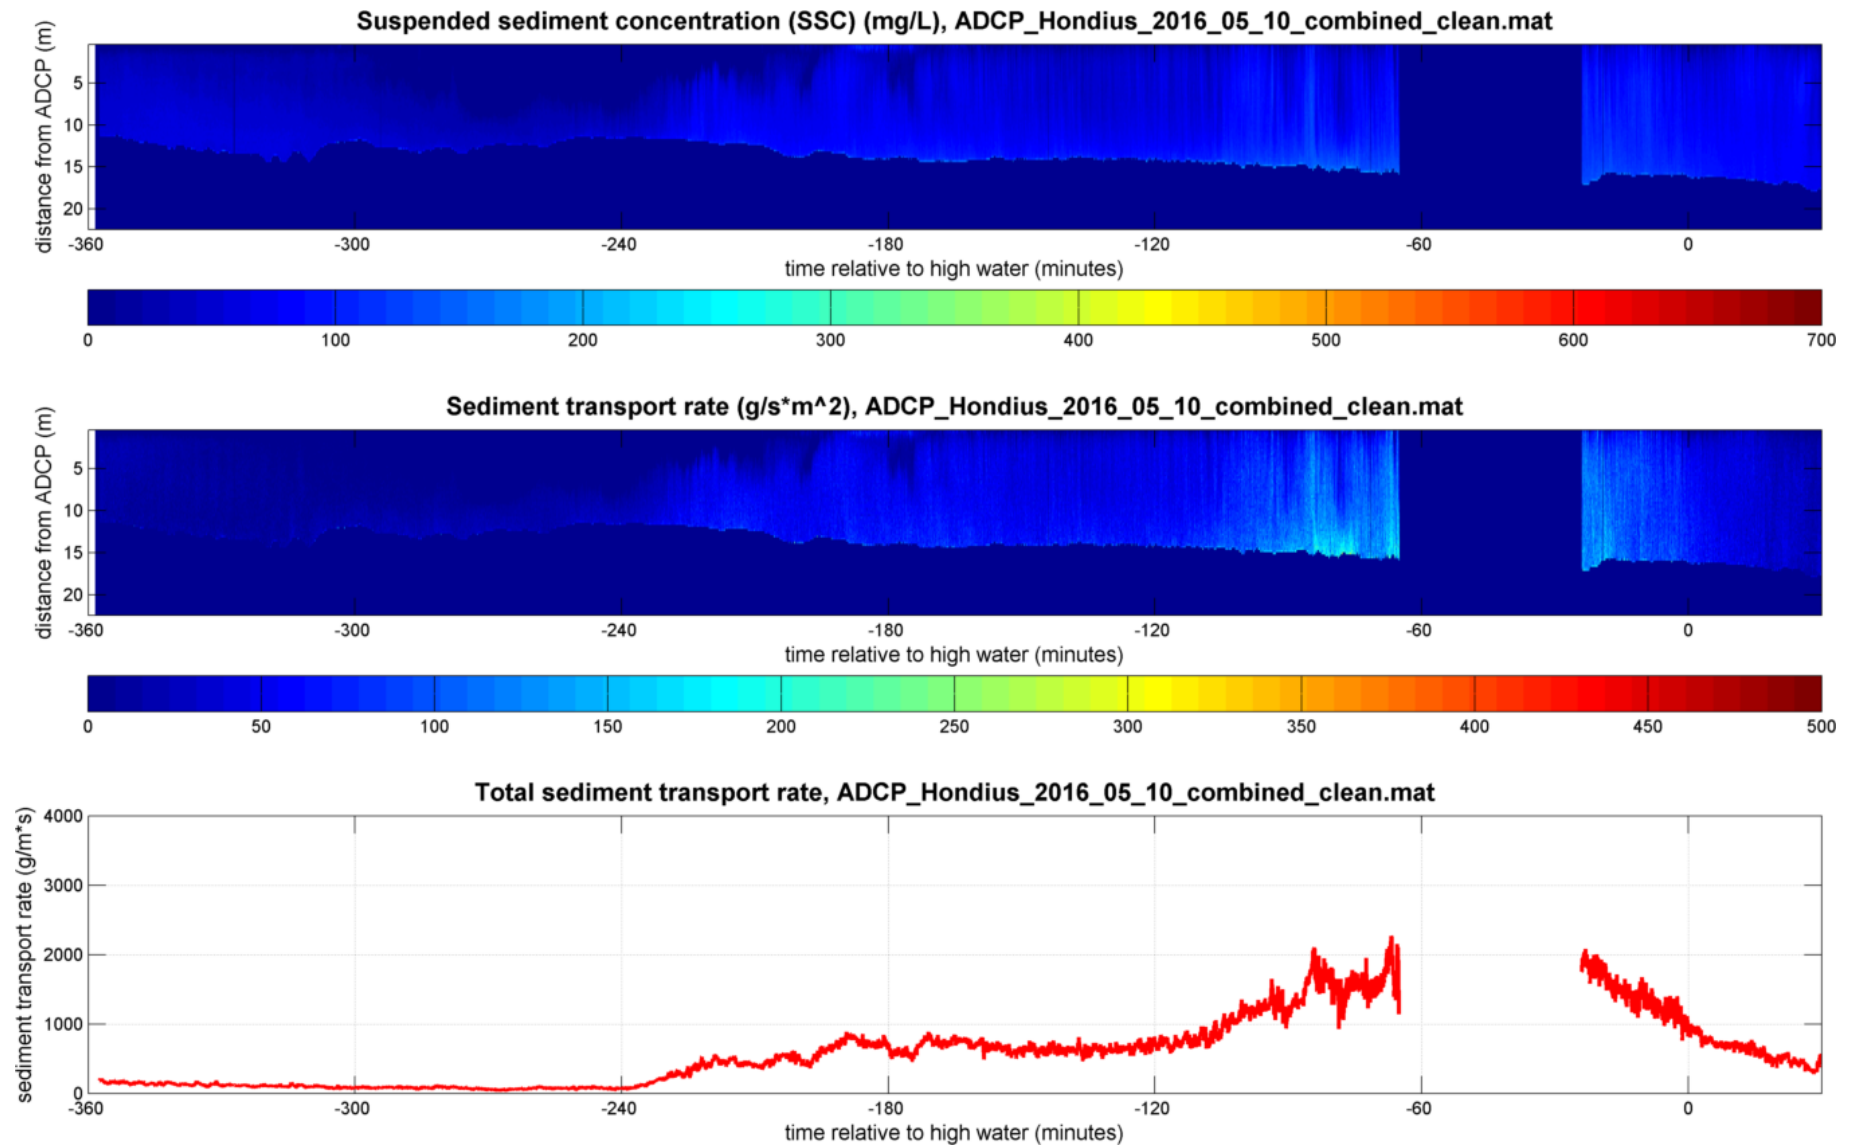 Suspended sediment concentration (SSC) (mg/L), ADCP_Hondius_2016_05_10_combined_clean.mat
distance from ADCP (m)
5
10
15
20
-360 -300 -240 -180 -120 -60 0
time relative to high water (minutes)
0 100 200 300 400 500 600 700
Sediment transport rate (g/s*m^2), ADCP_Hondius_2016_05_10_combined_clean.mat
distance from ADCP (m)
5
10
15
20
-360 -300 -240 -180 -120 -60 0
time relative to high water (minutes)
0 50 100 150 200 250 300 350 400 450 500
Total sediment transport rate, ADCP_Hondius_2016_05_10_combined_clean.mat
sediment transport rate (g/m*s)
4000
3000
2000
1000
0
-360 -300 -240 -180 -120 -60 0
time relative to high water (minutes)